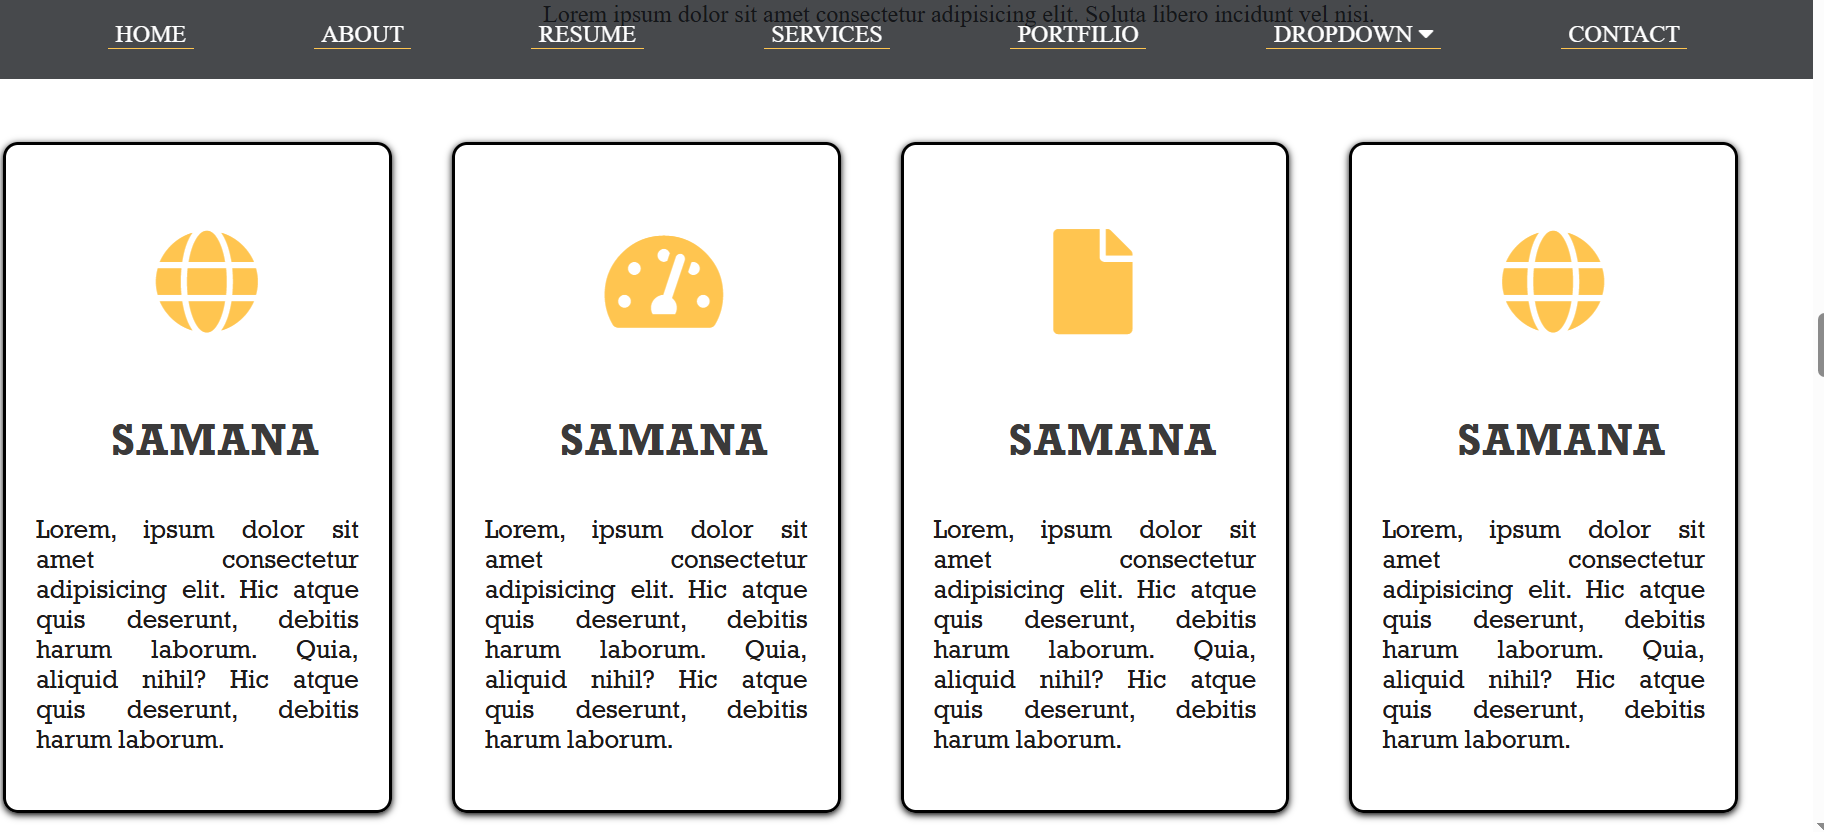 Lorem ipsum dolor sit amet consectetur adipisicing elit. Soluta libero incidunt vel nisi.
HOME ABOUT RESUME SERVICES PORTFILIO DROPDOWN CONTACT
SAMANA
Lorem, ipsum dolor sit
amet consectetur
adipisicing elit. Hic atque
quis deserunt, debitis
harum laborum. Quia,
aliquid nihil? Hic atque
quis deserunt, debitis
harum laborum.
SAMANA
Lorem, ipsum dolor sit
amet consectetur
adipisicing elit. Hic atque
quis deserunt, debitis
harum laborum. Quia,
aliquid nihil? Hic atque
quis deserunt, debitis
harum laborum.
SAMANA
Lorem, ipsum dolor sit
amet consectetur
adipisicing elit. Hic atque
quis deserunt, debitis
harum laborum. Quia,
aliquid nihil? Hic atque
quis deserunt, debitis
harum laborum.
SAMANA
Lorem, ipsum dolor sit
amet consectetur
adipisicing elit. Hic atque
quis deserunt, debitis
harum laborum. Quia,
aliquid nihil? Hic atque
quis deserunt, debitis
harum laborum.